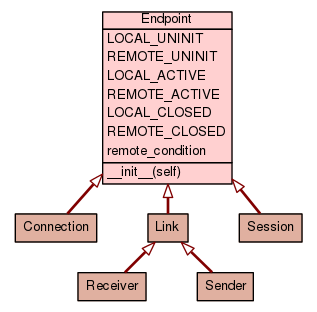 Endpoint
LOCAL_UNINIT
REMOTE_UNINIT
LOCAL_ACTIVE
REMOTE_ACTIVE
LOCAL_CLOSED
REMOTE_CLOSED
remote_condition
__init__(self)
Connection
Link
Session
Receiver
Sender